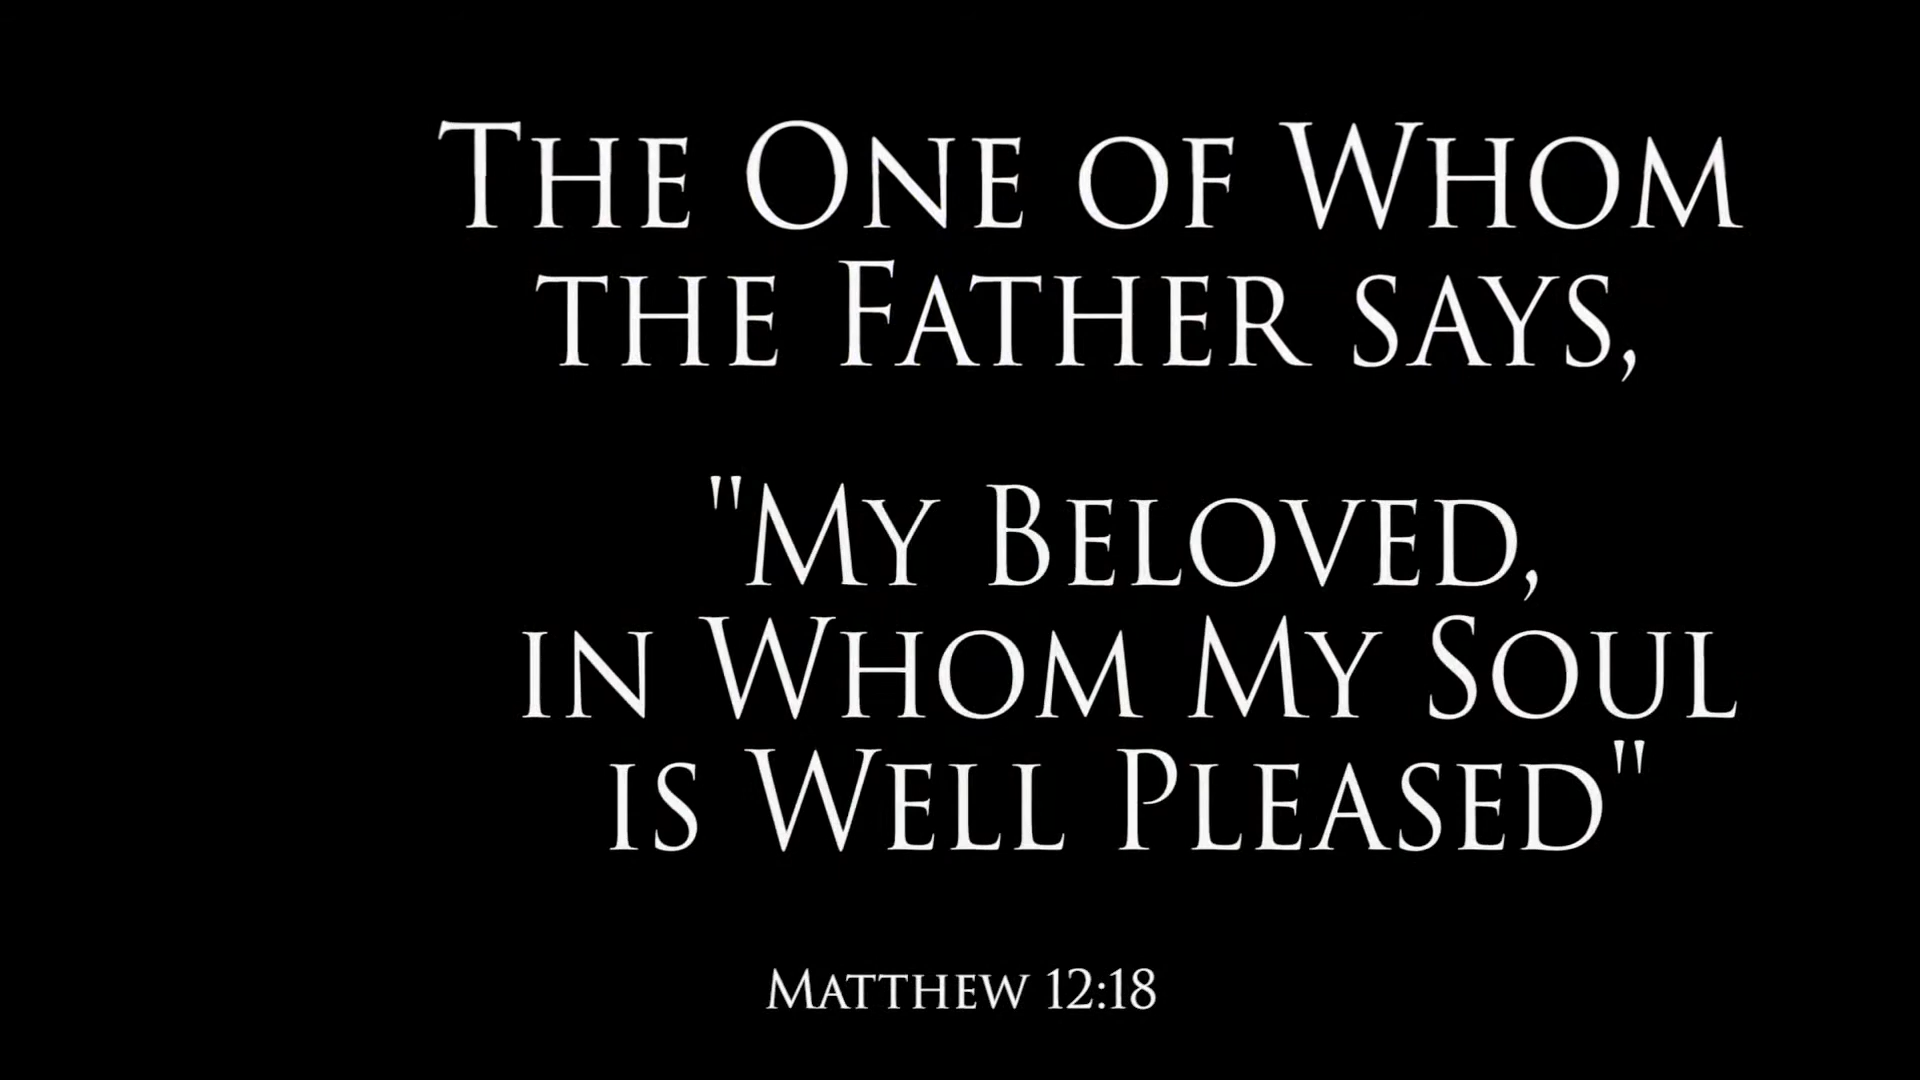 The One of Whom
the Father says,
"My Beloved,
in Whom My Soul
is Well Pleased"
Matthew 12:18